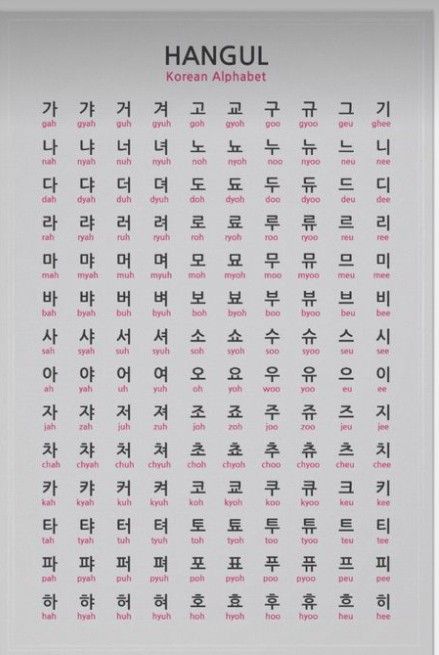 HANGUL
Korean Alphabet
가 갸 거 겨 고 교 구 규 그 기
gah gyah guh gyuh goh gyoh goo gyoo geu ghee
나 냐 너 녀 노 뇨 누 뉴 느 니
nah nyah nuh nyuh noh nyoh noo nyoo neu nee
다 댜 더 뎌 도 됴 두 듀 드 디
dah dyah duh dyuh doh dyoh doo dyoo deu dee
라 랴 러 려 로 료 루 류 르 리
rah ryah ruh ryuh roh ryoh roo ryoo reu ree
마 먀 머 며 모 묘 무 뮤 므 미
mah myah muh myuh moh myoh moo myoo meu mee
바 뱌 버 벼 보 뵤 부 뷰 브 비
bah byah buh byuh boh byoh boo byoo beu bee
사 샤 서 셔 소 쇼 수 슈 스 시
sah syah suh syuh soh syoh soo syoo seu see
아 야 어 여 오 요 우 유 으 이
ah yah uh yuh oh yoh woo yoo eu ee
자 쟈 저 져 조 죠 주 쥬 즈 지
jah zah juh zuh joh zoh joo zoo jeu jee
차 챠 처 쳐 초 쵸 추 츄 츠 치
chah chyah chuh chyuh choh chyoh choo chyoo cheu chee
카 캬 커 켜 코 쿄 쿠 큐 크 키
kah kyah kuh kyuh koh kyoh koo kyoo keu kee
타 탸 터 텨 토 툐 투 튜 트 티
tah tyah tuh tyuh toh tyoh too tyoo teu tee
파 퍄 퍼 펴 포 표 푸 퓨 프 피
pah pyah puh pyuh poh pyoh poo pyoo peu pee
하 햐 허 혀 호 효 후 휴 흐 히
hah hyah huh hyuh hoh hyoh hoo hyoo heu hee